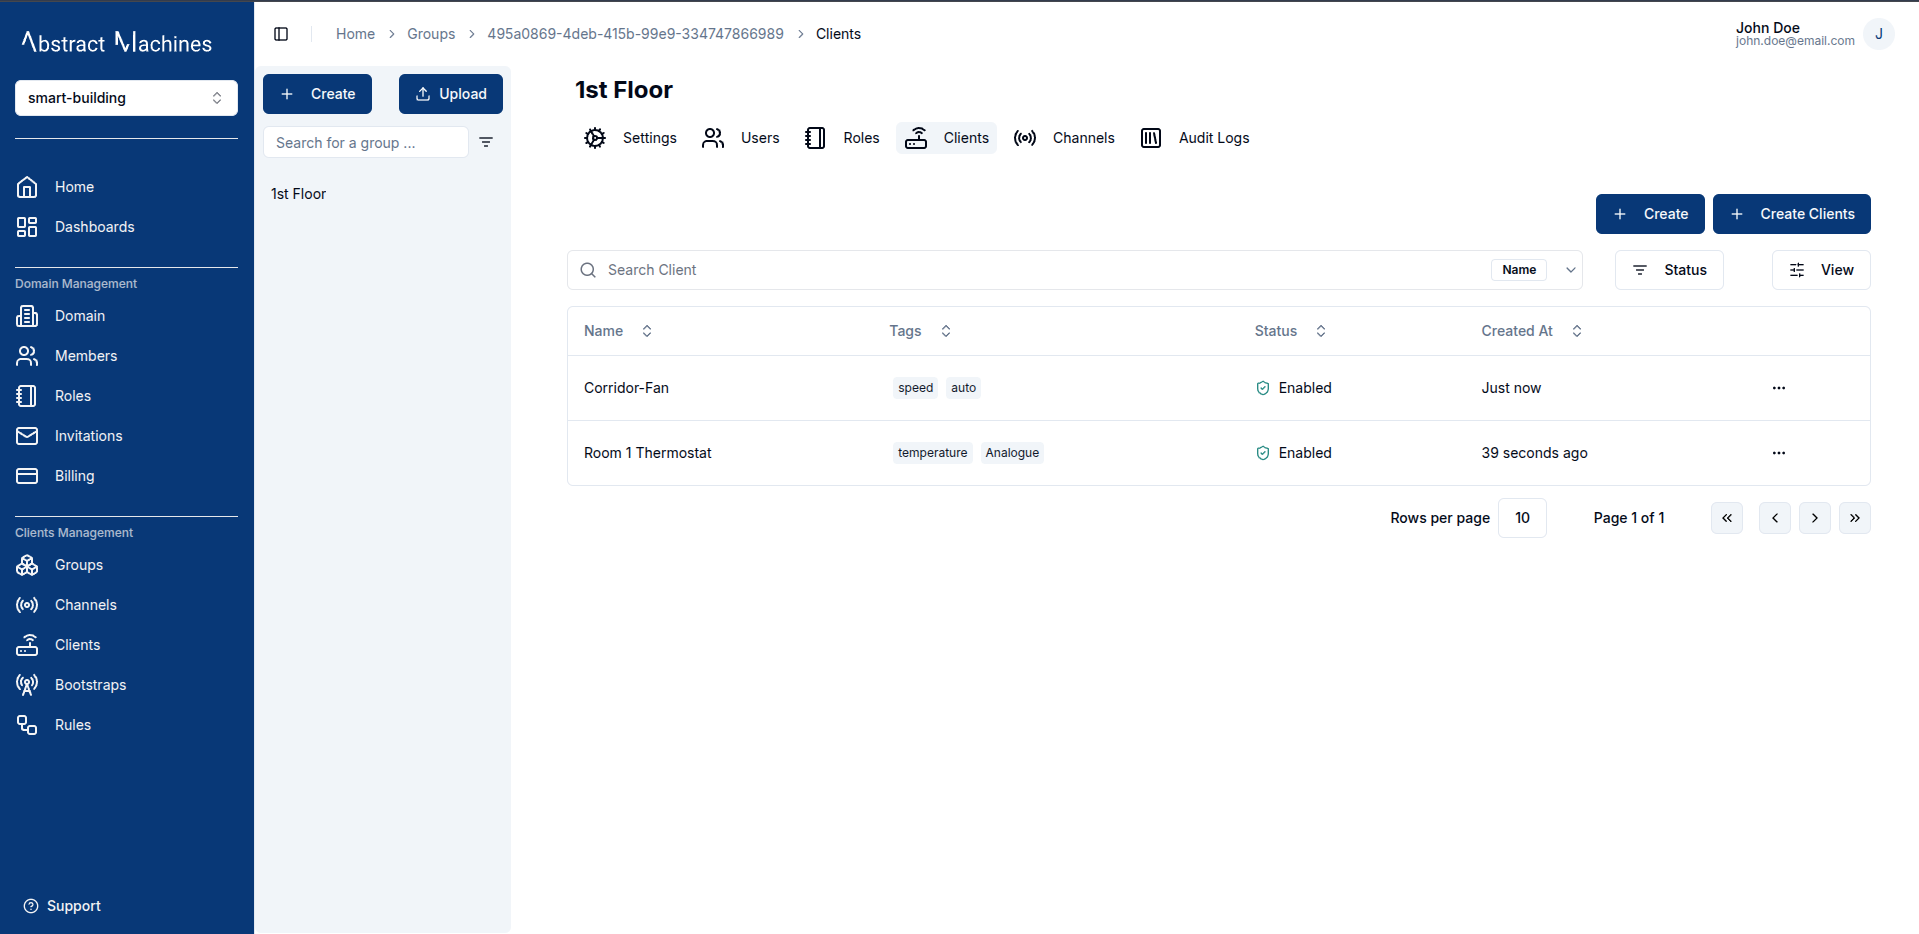 Abstract Machines
smart-building
Home
Dashboards
Domain Management
Domain
Members
Roles
Invitations
Billing
Clients Management
Groups
Channels
Clients
Bootstraps
Rules
Support
Home > Groups > 495a0869-4deb-415b-99e9-334747866989 > Clients
John Doe
john.doe@email.com
J
Create
Upload
Search for a group ...
1st Floor
1st Floor
Settings Users Roles Clients Channels Audit Logs
Create
Create Clients
Search Client
Name
Status
View
Name Tags Status Created At
Corridor-Fan speed auto Enabled Just now ...
Room 1 Thermostat temperature Analogue Enabled 39 seconds ago ...
Rows per page 10 Page 1 of 1